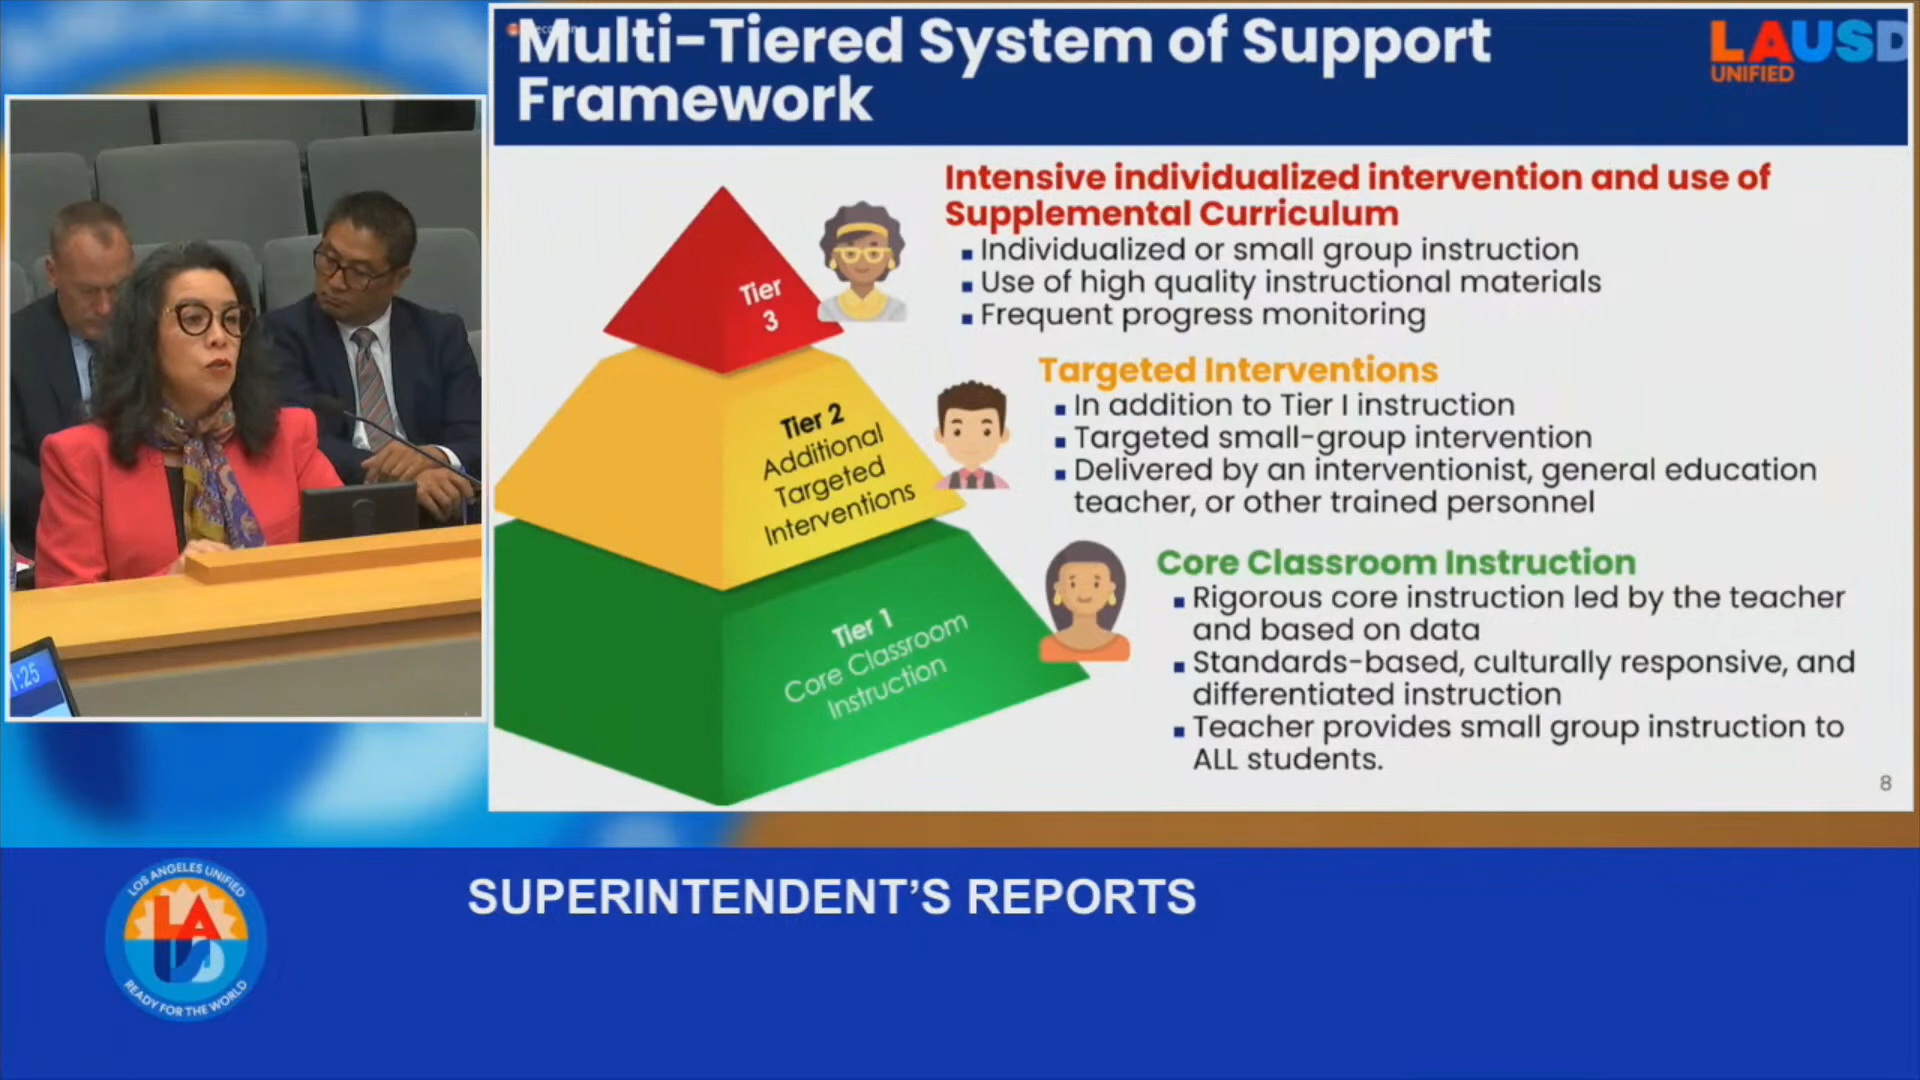 Multi-Tiered System of Support
Framework
LAUSD
UNIFIED
Intensive individualized intervention and use of
Supplemental Curriculum
▪ Individualized or small group instruction
▪ Use of high quality instructional materials
▪ Frequent progress monitoring
Tier
3
Targeted Interventions
▪ In addition to Tier I instruction
▪ Targeted small-group intervention
▪ Delivered by an interventionist, general education
teacher, or other trained personnel
Tier 2
Additional
Targeted
Interventions
Core Classroom Instruction
▪ Rigorous core instruction led by the teacher
and based on data
▪ Standards-based, culturally responsive, and
differentiated instruction
▪ Teacher provides small group instruction to
ALL students.
Tier 1
Core Classroom
Instruction
8
:25
SUPERINTENDENT’S REPORTS
LOS ANGELES UNIFIED
LA
US
READY FOR THE WORLD